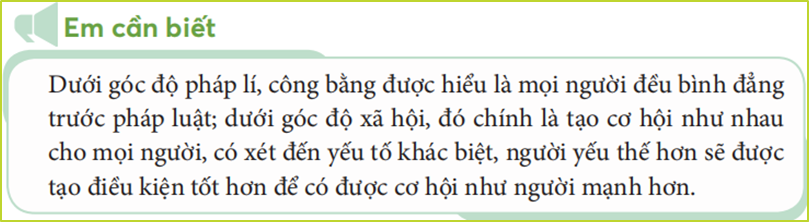 Em cần biết
Dưới góc độ pháp lí, công bằng được hiểu là mọi người đều bình đẳng
trước pháp luật; dưới góc độ xã hội, đó chính là tạo cơ hội như nhau
cho mọi người, có xét đến yếu tố khác biệt, người yếu thế hơn sẽ được
tạo điều kiện tốt hơn để có được cơ hội như người mạnh hơn.